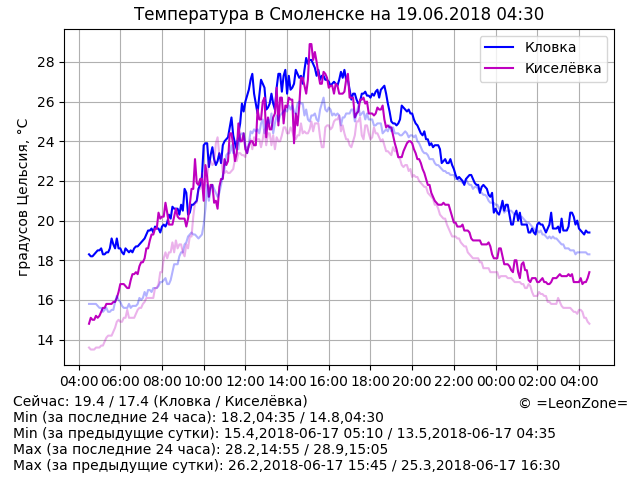 Температура в Смоленске на 19.06.2018 04:30
Кловка
Киселёвка
градусов Цельсия, °C
28
26
24
22
20
18
16
14
04:00 06:00 08:00 10:00 12:00 14:00 16:00 18:00 20:00 22:00 00:00 02:00 04:00
Сейчас: 19.4 / 17.4 (Кловка / Киселёвка)
© =LeonZone=
Min (за последние 24 часа): 18.2,04:35 / 14.8,04:30
Min (за предыдущие сутки): 15.4,2018-06-17 05:10 / 13.5,2018-06-17 04:35
Max (за последние 24 часа): 28.2,14:55 / 28.9,15:05
Max (за предыдущие сутки): 26.2,2018-06-17 15:45 / 25.3,2018-06-17 16:30